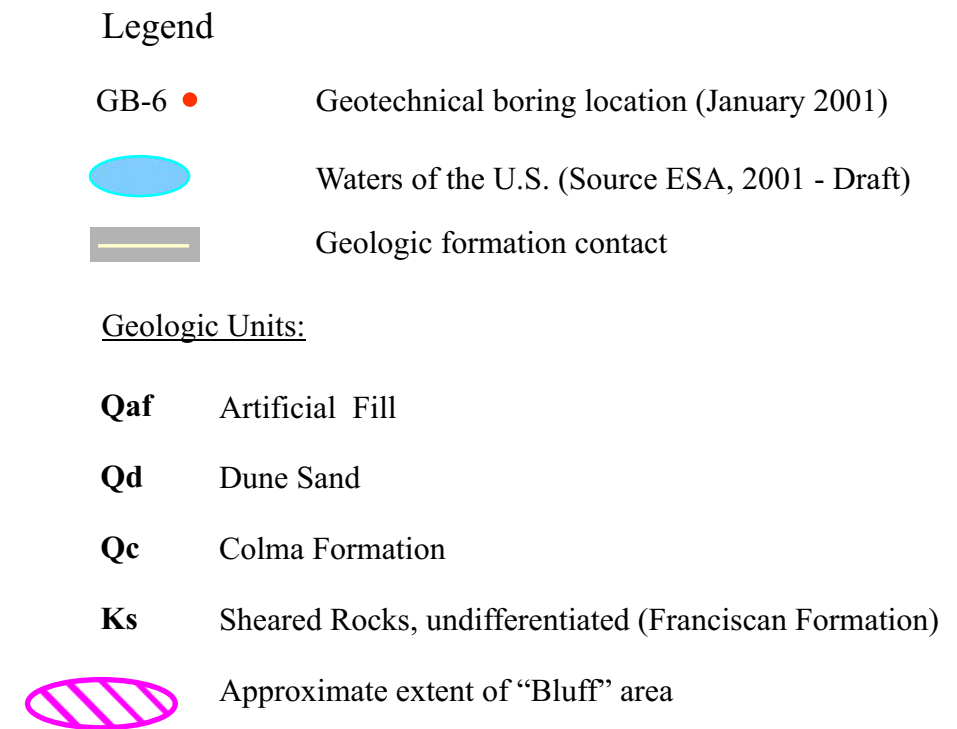 Legend
GB-6 Geotechnical boring location (January 2001)
Waters of the U.S. (Source ESA, 2001 - Draft)
Geologic formation contact
Geologic Units:
Qaf Artificial Fill
Qd Dune Sand
Qc Colma Formation
Ks Sheared Rocks, undifferentiated (Franciscan Formation)
Approximate extent of “Bluff” area